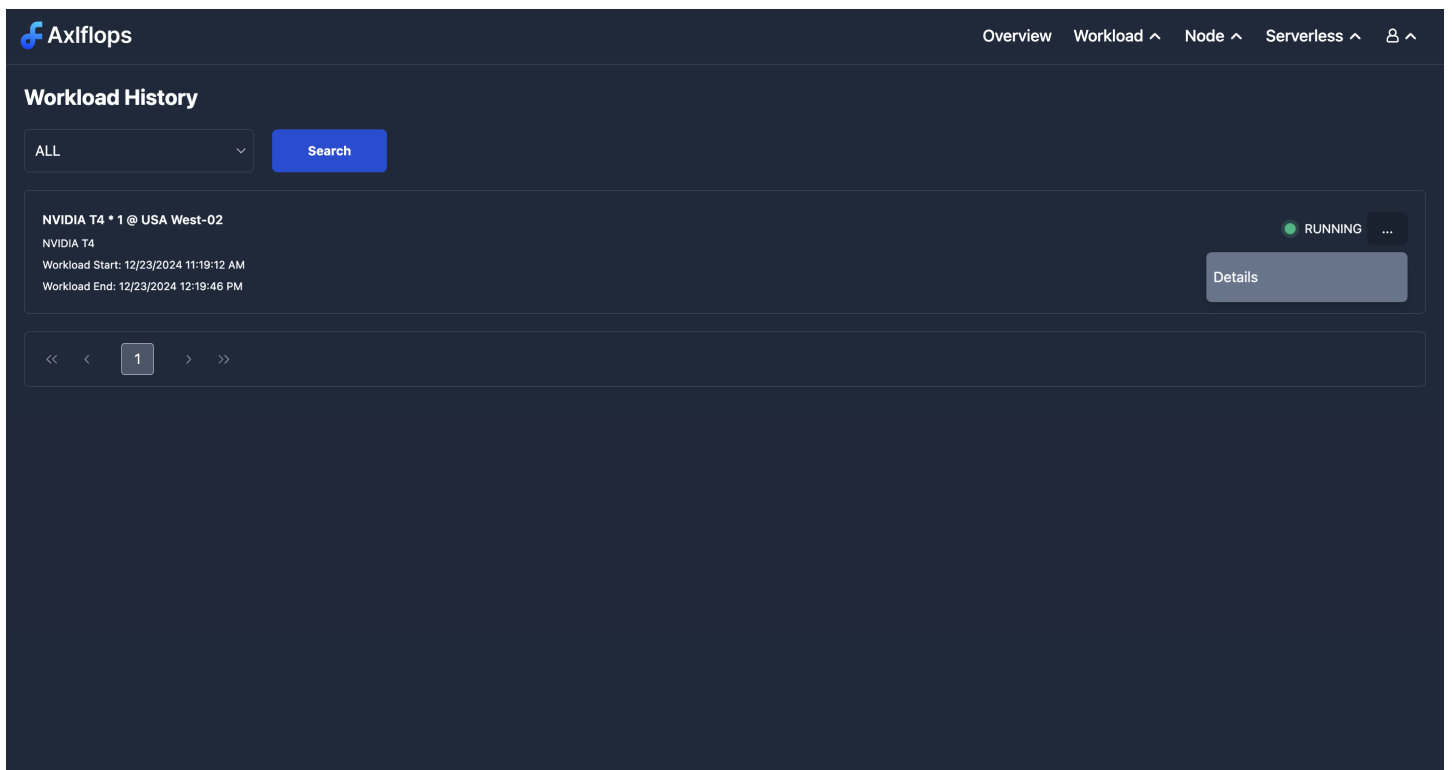 Axlflops
Overview Workload Node Serverless
Workload History
ALL
Search
NVIDIA T4 * 1 @ USA West-02
NVIDIA T4
Workload Start: 12/23/2024 11:19:12 AM
Workload End: 12/23/2024 12:19:46 PM
RUNNING ...
Details
<< < 1 > >>